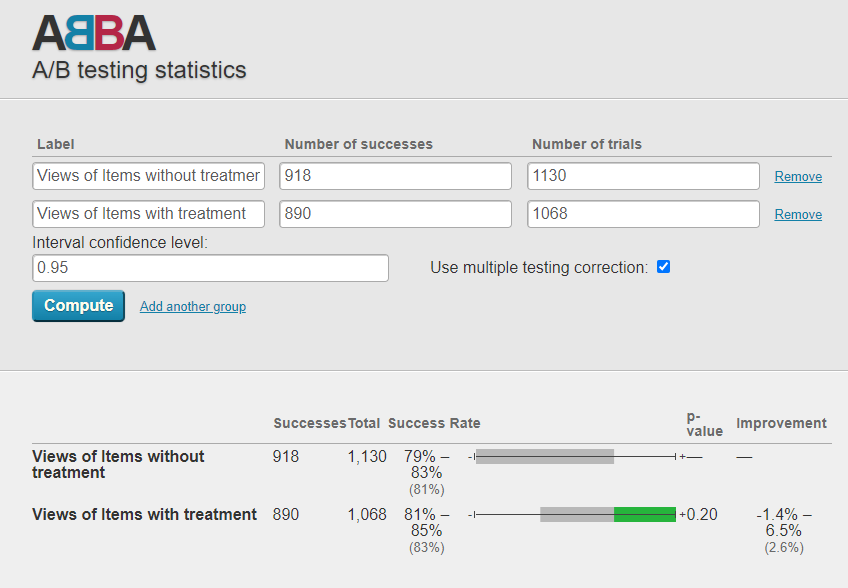 ABBA
A/B testing statistics
Label Number of successes Number of trials
Views of Items without treatmer 918 1130 Remove
Views of Items with treatment 890 1068 Remove
Interval confidence level:
0.95 Use multiple testing correction:
Compute Add another group
Successes Total Success Rate p-value Improvement
Views of Items without treatment 918 1,130 79% – 83% (81%) - + — —
Views of Items with treatment 890 1,068 81% – 85% (83%) - + 0.20 -1.4% – 6.5% (2.6%)